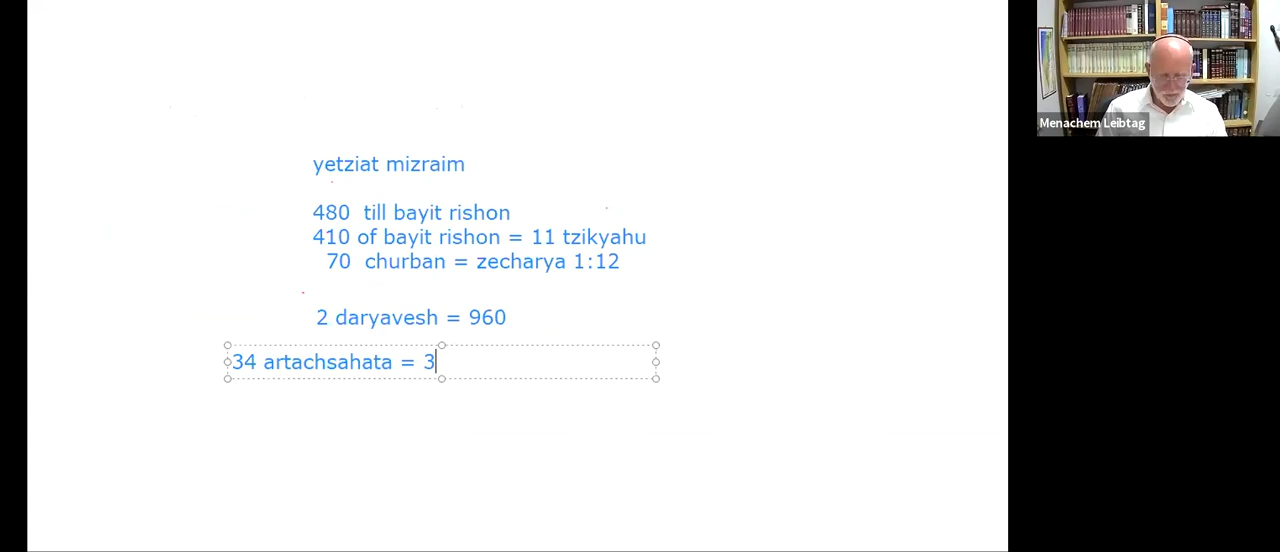 Menachem Leibtag
yetziat mizraim
480 till bayit rishon
410 of bayit rishon = 11 tzikyahu
70 churban = zecharya 1:12
2 daryavesh = 960
34 artachsahata = 3